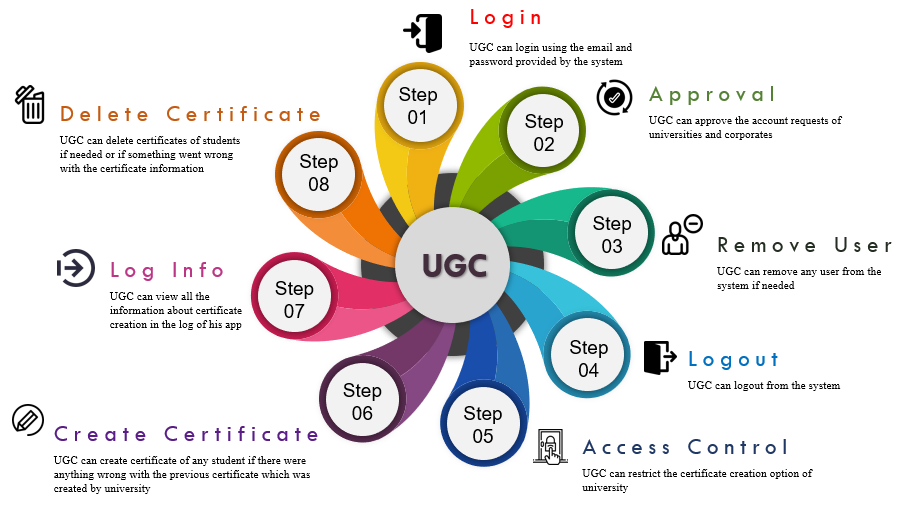 Login
UGC can login using the email and
password provided by the system
Step
01
Approval
UGC can approve the account requests of
universities and corporates
Step
02
Remove User
UGC can remove any user from the
system if needed
Step
03
Logout
UGC can logout from the system
Step
04
Access Control
UGC can restrict the certificate creation option of
university
Step
05
Create Certificate
UGC can create certificate of any student if there were
anything wrong with the previous certificate which was
created by university
Step
06
Log Info
UGC can view all the
information about certificate
creation in the log of his app
Step
07
Delete Certificate
UGC can delete certificates of students
if needed or if something went wrong
with the certificate information
Step
08
UGC